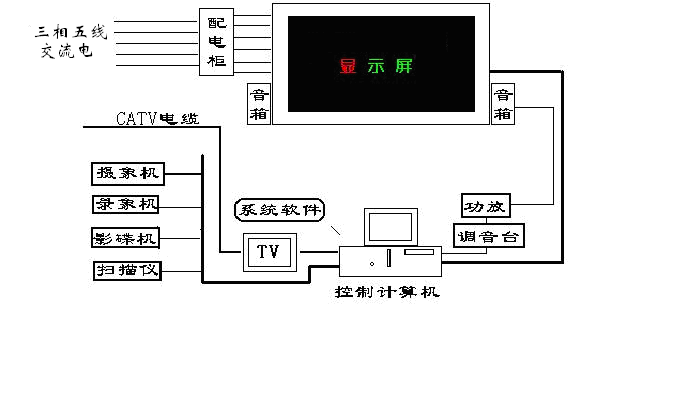 三相五线
交流电
配电柜
显示屏
音箱
音箱
CATV电缆
摄象机
录象机
影碟机
扫描仪
系统软件
TV
功放
调音台
控制计算机